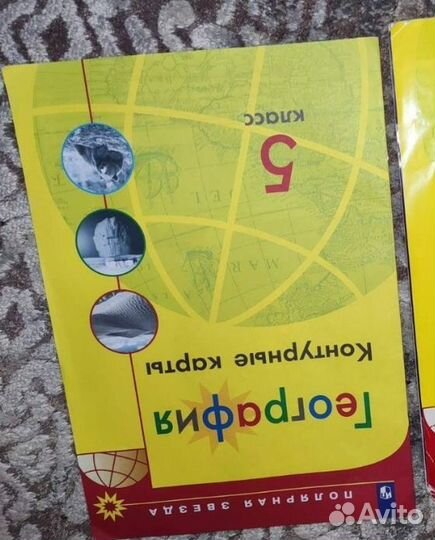 ПОЛЯРНАЯ ЗВЕЗДА
География
Контурные карты
5
класс
Avito